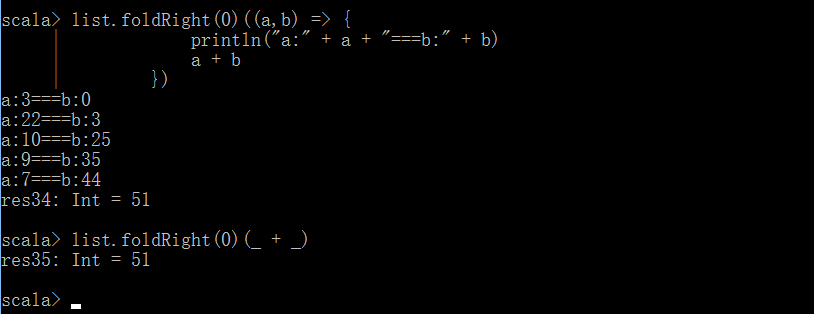 scala> list.foldRight(0)((a,b) => {
     |             println("a:" + a + "===b:" + b)
     |             a + b
     |         })
a:3===b:0
a:22===b:3
a:10===b:25
a:9===b:35
a:7===b:44
res34: Int = 51
scala> list.foldRight(0)(_ + _)
res35: Int = 51
scala>